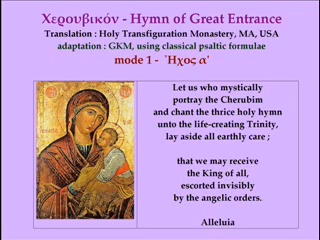 Χερουβικόν - Hymn of Great Entrance
Translation : Holy Transfiguration Monastery, MA, USA
adaptation : GKM, using classical psaltic formulae
mode 1 - Ἦχος α'
Let us who mystically
portray the Cherubim
and chant the thrice holy hymn
unto the life-creating Trinity,
lay aside all earthly care ;
that we may receive
the King of all,
escorted invisibly
by the angelic orders.
Alleluia